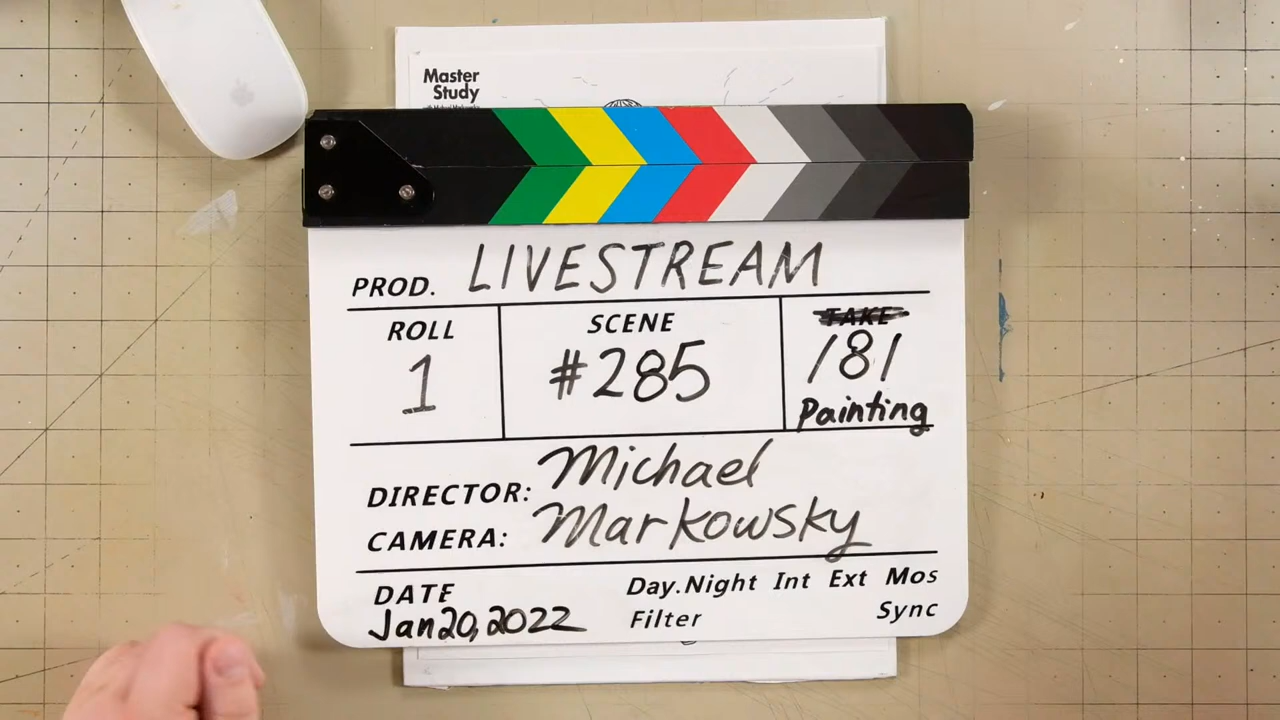 Master
Study
PROD. LIVESTREAM
ROLL SCENE TAKE
1 #285 181
Painting
DIRECTOR: Michael
CAMERA: Markowsky
DATE Day.Night Int Ext Mos
Jan 20, 2022 Filter Sync